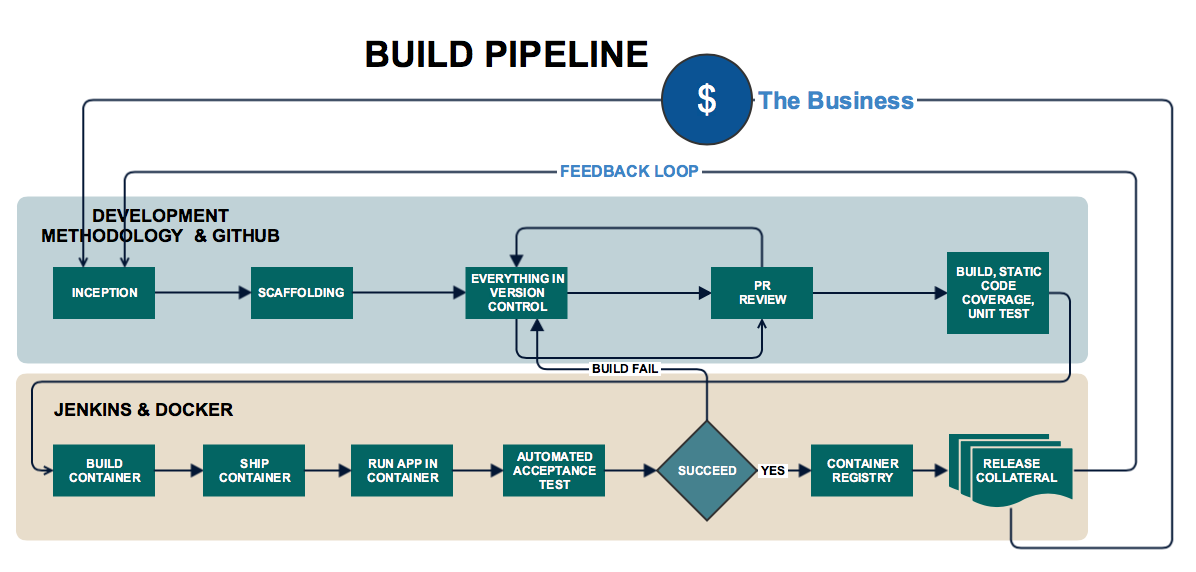 BUILD PIPELINE
$
The Business
FEEDBACK LOOP
DEVELOPMENT
METHODOLOGY & GITHUB
INCEPTION
SCAFFOLDING
EVERYTHING IN
VERSION
CONTROL
PR
REVIEW
BUILD, STATIC
CODE
COVERAGE,
UNIT TEST
BUILD FAIL
JENKINS & DOCKER
BUILD
CONTAINER
SHIP
CONTAINER
RUN APP IN
CONTAINER
AUTOMATED
ACCEPTANCE
TEST
SUCCEED
YES
CONTAINER
REGISTRY
RELEASE
COLLATERAL